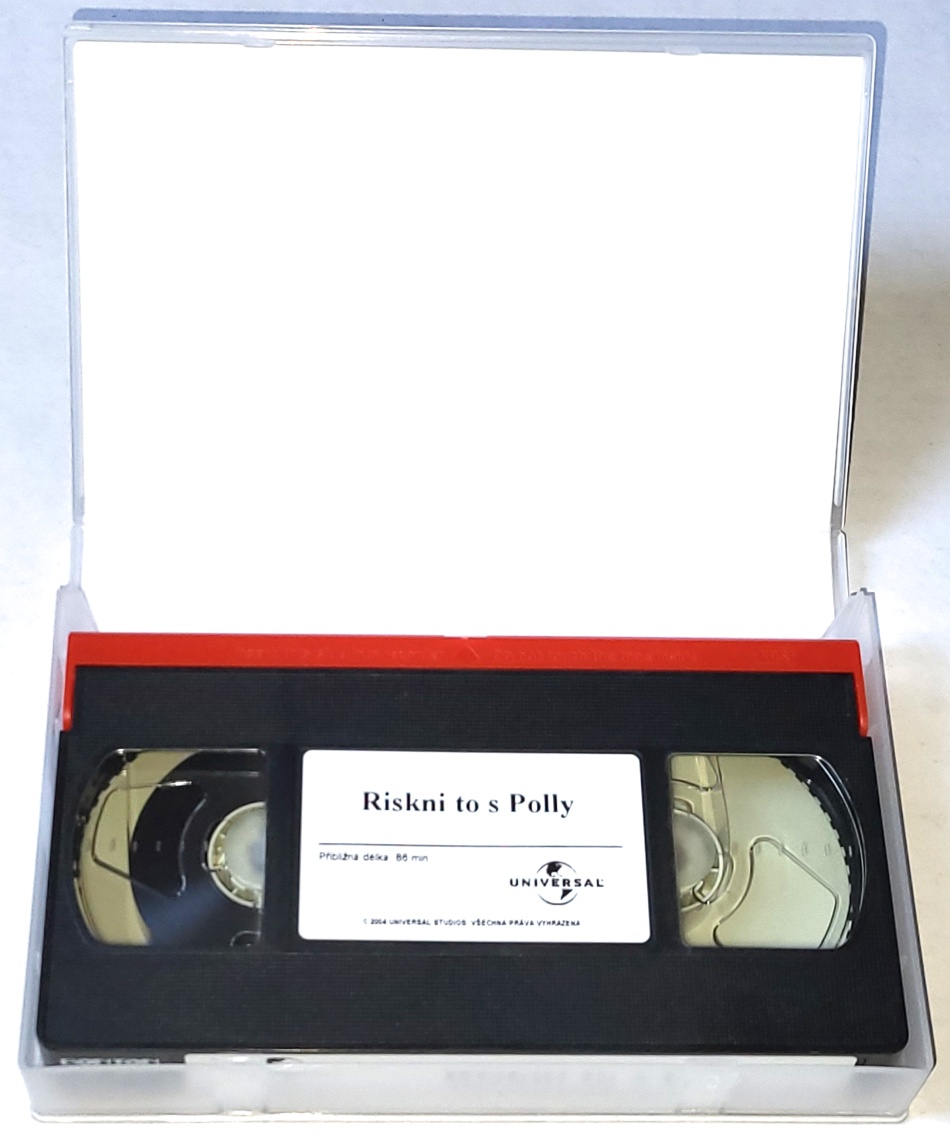 Riskni to s Polly
Přibližná délka 86 min
UNIVERSAL
© 2004 UNIVERSAL STUDIOS VŠECHNA PRÁVA VYHRAZENA